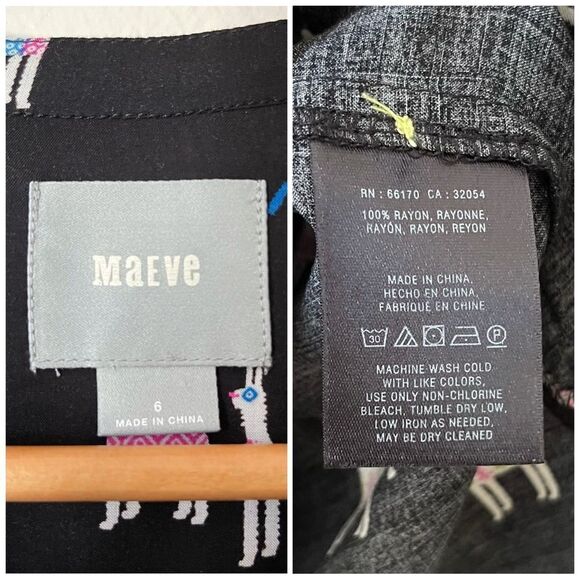 MaEVe
6
MADE IN CHINA
RN : 66170 CA : 32054
100% RAYON, RAYONNE,
RAYÓN, RAYON, REYON
MADE IN CHINA,
HECHO EN CHINA,
FABRIQUÉ EN CHINE
30 P
MACHINE WASH COLD
WITH LIKE COLORS,
USE ONLY NON-CHLORINE
BLEACH, TUMBLE DRY LOW,
LOW IRON AS NEEDED,
MAY BE DRY CLEANED